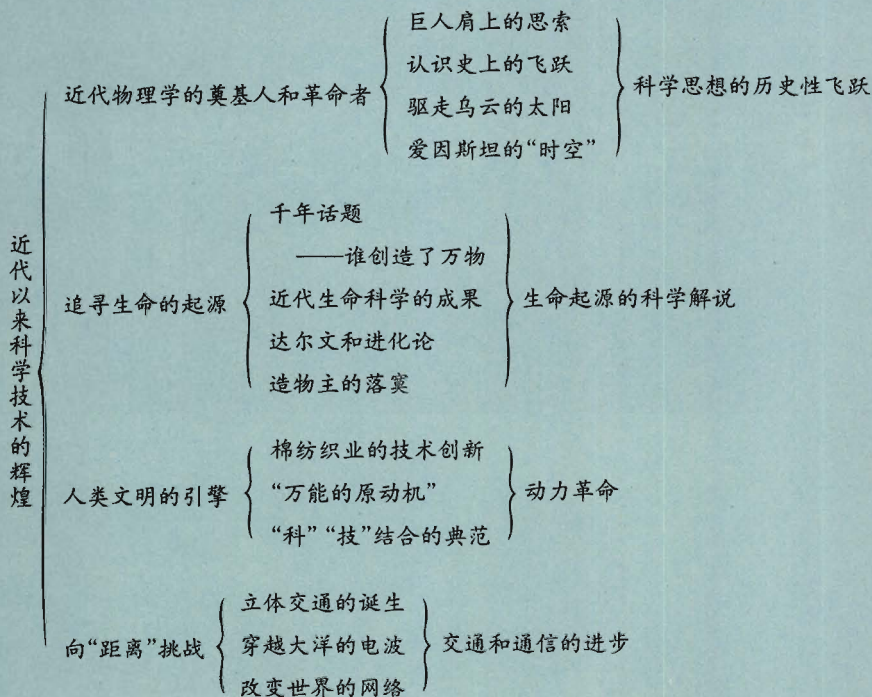 近代以来科学技术的辉煌
近代物理学的奠基人和革命者
巨人肩上的思索
认识史上的飞跃
驱走乌云的太阳
爱因斯坦的“时空”
科学思想的历史性飞跃
追寻生命的起源
千年话题
——谁创造了万物
近代生命科学的成果
达尔文和进化论
造物主的落寞
生命起源的科学解说
人类文明的引擎
棉纺织业的技术创新
“万能的原动机”
“科”“技”结合的典范
动力革命
向“距离”挑战
立体交通的诞生
穿越大洋的电波
改变世界的网络
交通和通信的进步